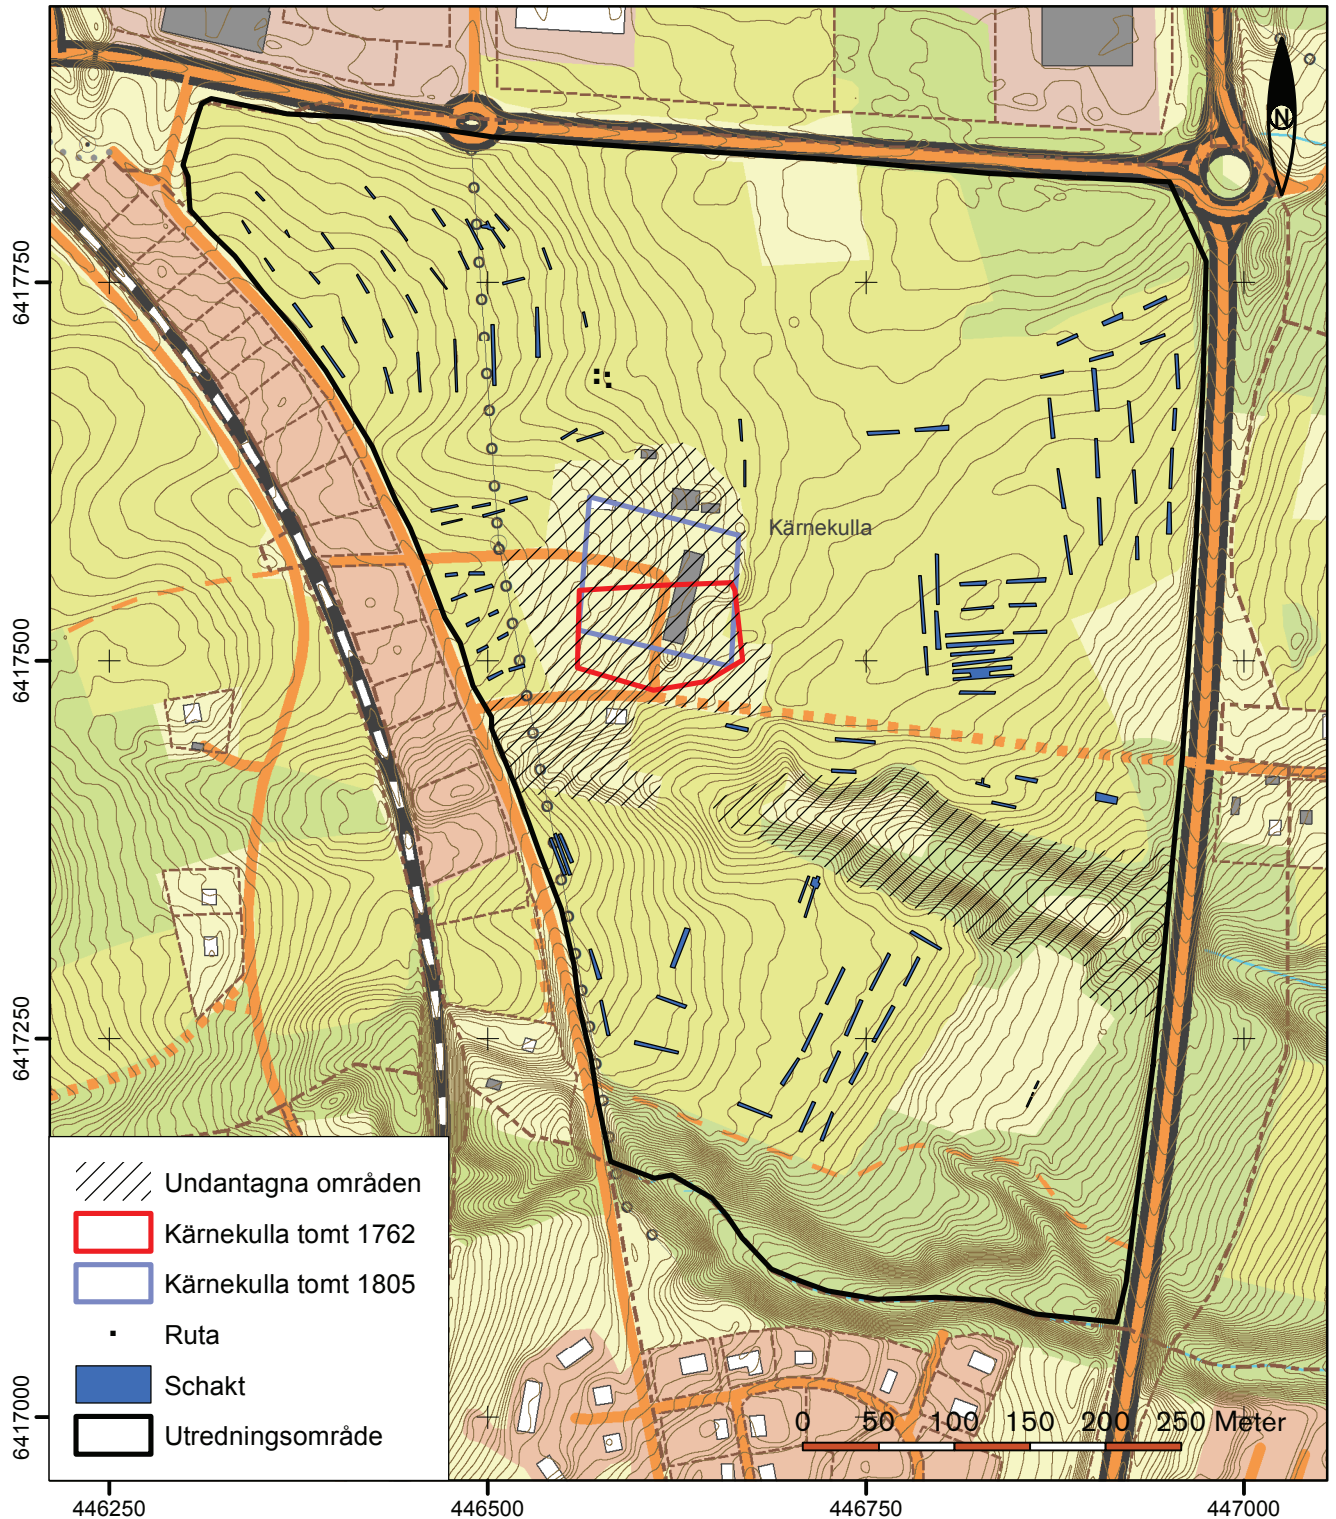 N
6417750
Kärnekulla
6417500
6417250
Undantagna områden
Kärnekulla tomt 1762
Kärnekulla tomt 1805
Ruta
Schakt
Utredningsområde
6417000
0 50 100 150 200 250 Meter
446250 446500 446750 447000